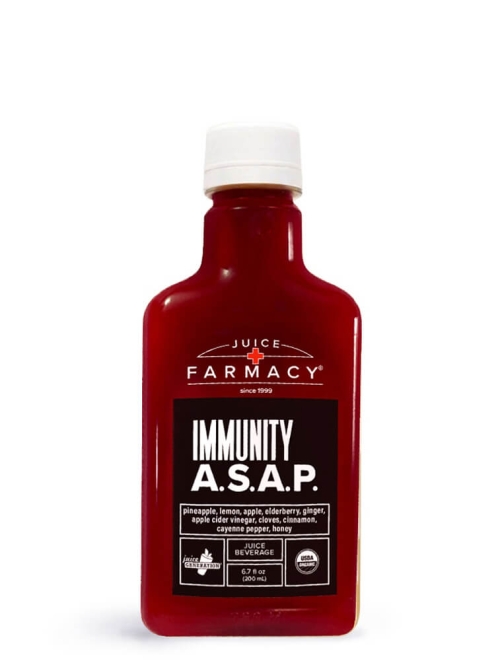 JUICE
FARMACY®
since 1999
IMMUNITY
A.S.A.P.
pineapple, lemon, apple, elderberry, ginger,
apple cider vinegar, cloves, cinnamon,
cayenne pepper, honey
juice
GENERATION
JUICE
BEVERAGE
6.7 fl oz
(200 mL)
USDA
ORGANIC